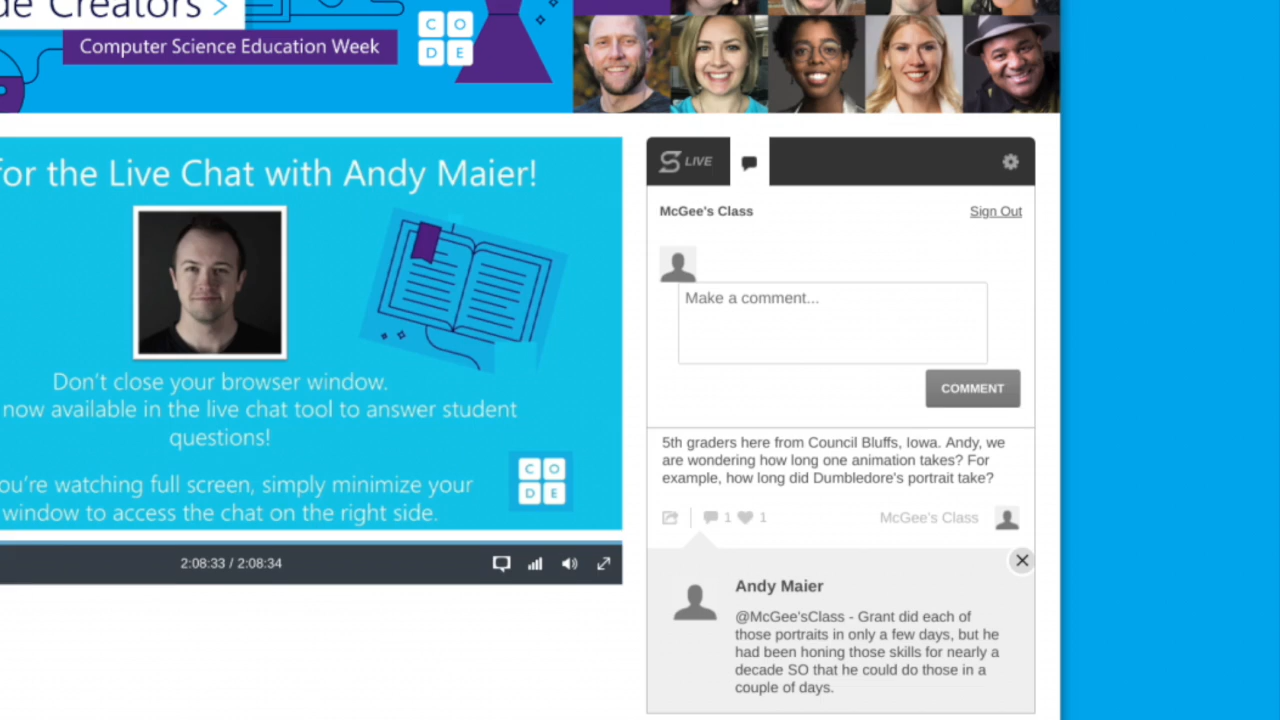 de Creators >
Computer Science Education Week
C O
D E
for the Live Chat with Andy Maier!
Don't close your browser window.
now available in the live chat tool to answer student
questions!
you're watching full screen, simply minimize your
window to access the chat on the right side.
C O
D E
2:08:33 / 2:08:34
S LIVE
McGee's Class
Sign Out
Make a comment...
COMMENT
5th graders here from Council Bluffs, Iowa. Andy, we
are wondering how long one animation takes? For
example, how long did Dumbledore's portrait take?
1
1
McGee's Class
Andy Maier
@McGee'sClass - Grant did each of
those portraits in only a few days, but he
had been honing those skills for nearly a
decade SO that he could do those in a
couple of days.